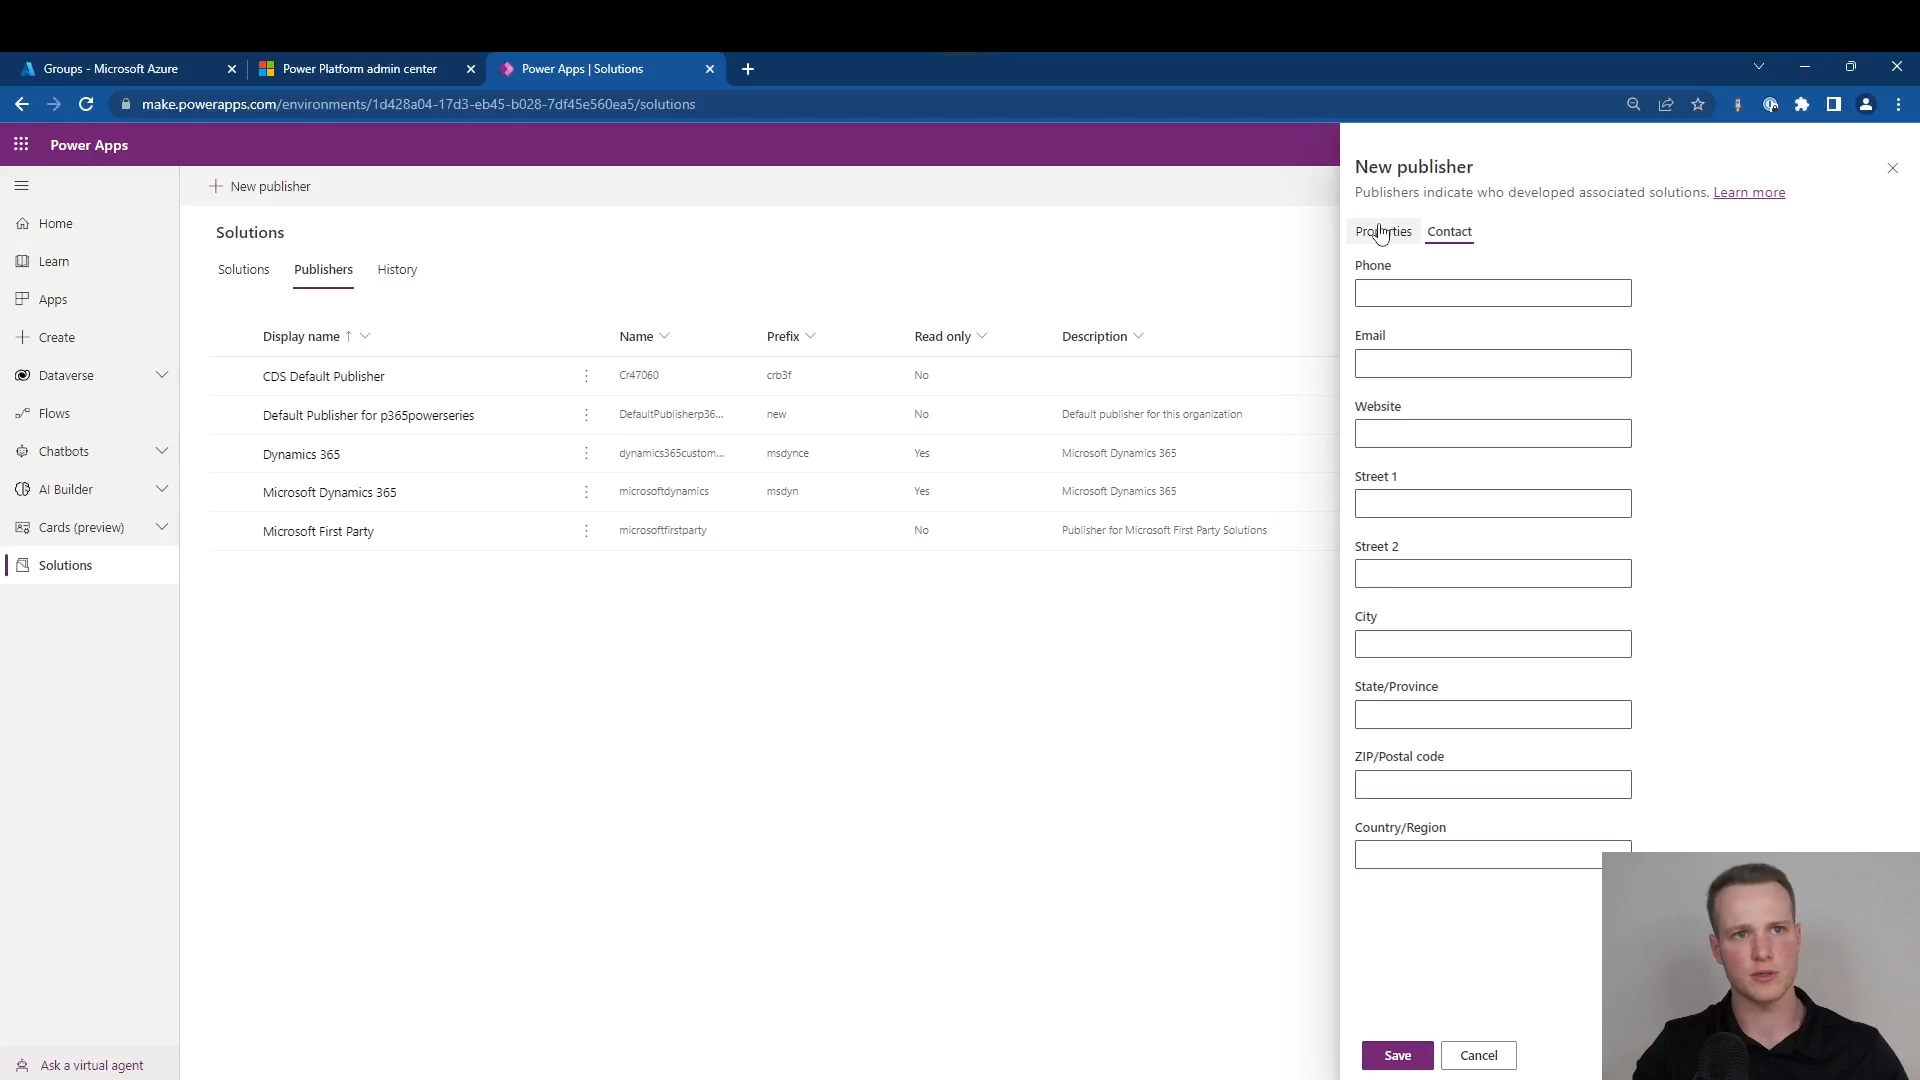 Groups - Microsoft Azure
Power Platform admin center
Power Apps | Solutions
make.powerapps.com/environments/1d428a04-17d3-eb45-b028-7df45e560ea5/solutions
Power Apps
Home
Learn
Apps
Create
Dataverse
Flows
Chatbots
AI Builder
Cards (preview)
Solutions
Ask a virtual agent
New publisher
Solutions
Solutions Publishers History
Display name Name Prefix Read only Description
CDS Default Publisher Cr47060 crb3f No
Default Publisher for p365powerseries DefaultPublisherp36... new No Default publisher for this organization
Dynamics 365 dynamics365custom... msdynce Yes Microsoft Dynamics 365
Microsoft Dynamics 365 microsoftdynamics msdyn Yes Microsoft Dynamics 365
Microsoft First Party microsoftfirstparty No Publisher for Microsoft First Party Solutions
New publisher
Publishers indicate who developed associated solutions. Learn more
Properties Contact
Phone
Email
Website
Street 1
Street 2
City
State/Province
ZIP/Postal code
Country/Region
Save Cancel